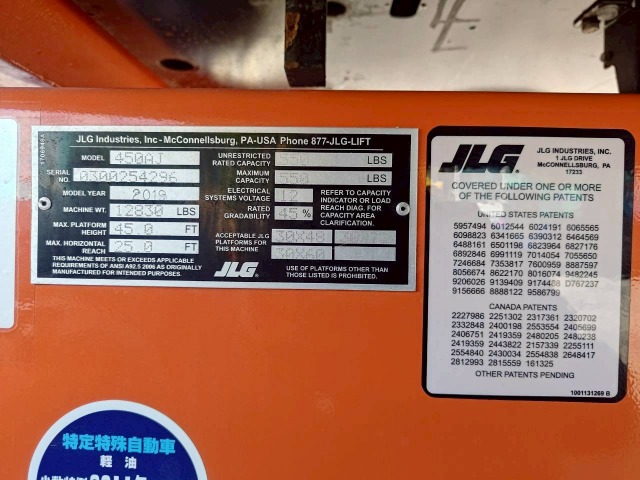 JLG Industries, Inc - McConnellsburg, PA-USA Phone 877-JLG-LIFT
MODEL 450AJ
SERIAL NO. 0300254296
MODEL YEAR 2019
MACHINE WT. 12830 LBS
MAX. PLATFORM HEIGHT 45.0 FT
MAX. HORIZONTAL REACH 25.0 FT
THIS MACHINE MEETS OR EXCEEDS APPLICABLE
REQUIREMENTS OF ANSI A92.5 2006 AS ORIGINALLY
MANUFACTURED FOR INTENDED PURPOSES.
UNRESTRICTED RATED CAPACITY 550 LBS
MAXIMUM CAPACITY 550 LBS
ELECTRICAL SYSTEMS VOLTAGE 12
RATED GRADABILITY 45 %
REFER TO CAPACITY
INDICATOR OR LOAD
REACH DIAG. FOR
CAPACITY AREA
CLARIFICATION.
ACCEPTABLE JLG
PLATFORMS FOR
THIS MACHINE
30X48
30X60
JLG
USE OF PLATFORMS OTHER THAN
THOSE LISTED IS PROHIBITED.
JLG
JLG INDUSTRIES, INC.
1 JLG DRIVE
McCONNELLSBURG, PA
17233
COVERED UNDER ONE OR MORE
OF THE FOLLOWING PATENTS
UNITED STATES PATENTS
5957494 6012544 6024191 6065565
6098823 6341665 6390312 6464569
6488161 6501198 6823964 6827176
6892846 6991119 7014054 7055650
7246684 7353817 7600959 8887597
8056674 8622170 8016074 9482245
9206026 9139409 9174488 D767237
9156666 8888122 9586799
CANADA PATENTS
2227986 2251302 2317361 2320702
2332848 2400198 2553554 2405699
2406751 2419359 2480205 2480238
2419359 2443822 2157339 2255111
2554840 2430034 2554838 2648417
2812993 2815559 161325
OTHER PATENTS PENDING
1001131269 B
特定特殊自動車
軽油